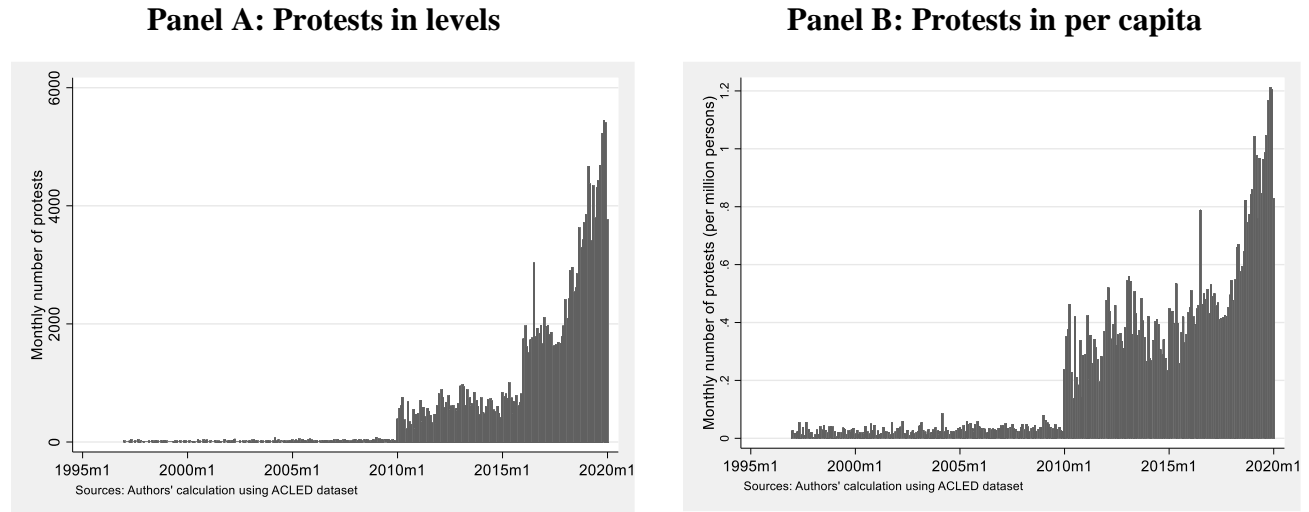 Panel A: Protests in levels
Monthly number of protests
6000
4000
2000
0
1995m1 2000m1 2005m1 2010m1 2015m1 2020m1
Sources: Authors' calculation using ACLED dataset
Panel B: Protests in per capita
Monthly number of protests (per million persons)
1.2
1
.8
.6
.4
.2
0
1995m1 2000m1 2005m1 2010m1 2015m1 2020m1
Sources: Authors' calculation using ACLED dataset